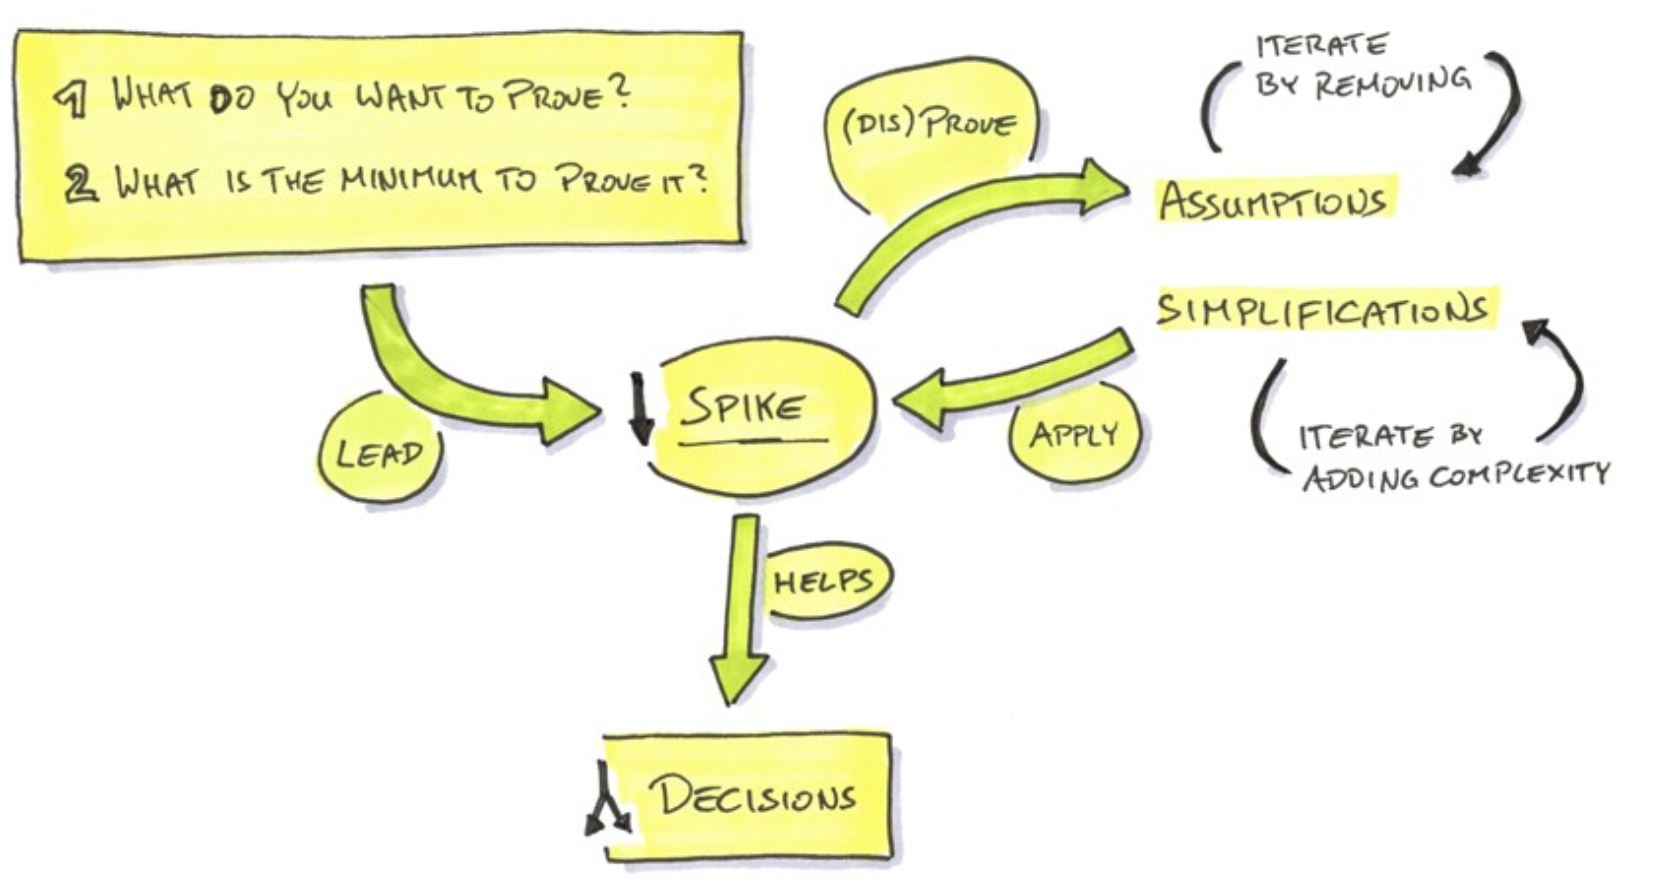 1 WHAT DO YOU WANT TO PROVE?
2 WHAT IS THE MINIMUM TO PROVE IT?
(DIS)PROVE
ITERATE
BY REMOVING
ASSUMPTIONS
SIMPLIFICATIONS
LEAD
SPIKE
APPLY
ITERATE BY
ADDING COMPLEXITY
HELPS
DECISIONS